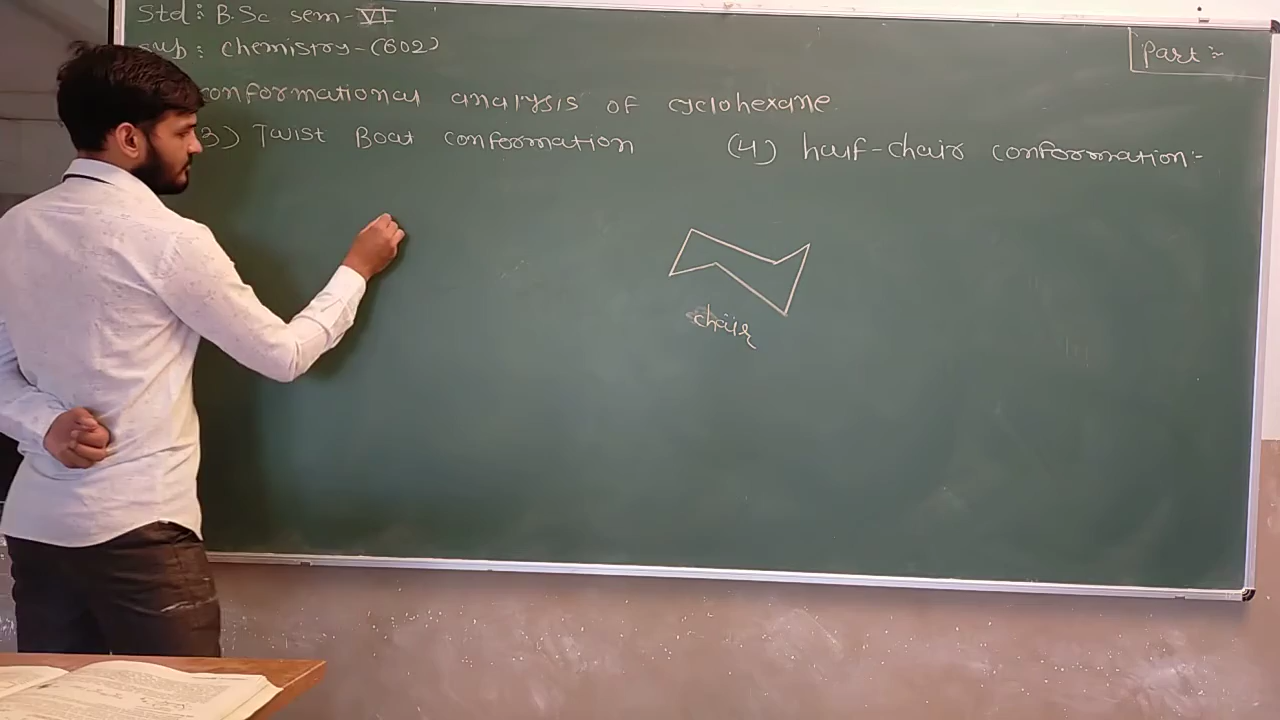 Std : B.Sc sem-VI
sub : chemistry-(602)
Part :-
conformational analysis of cyclohexane
3) Twist Boat conformation (4) half-chair conformation:-
chair